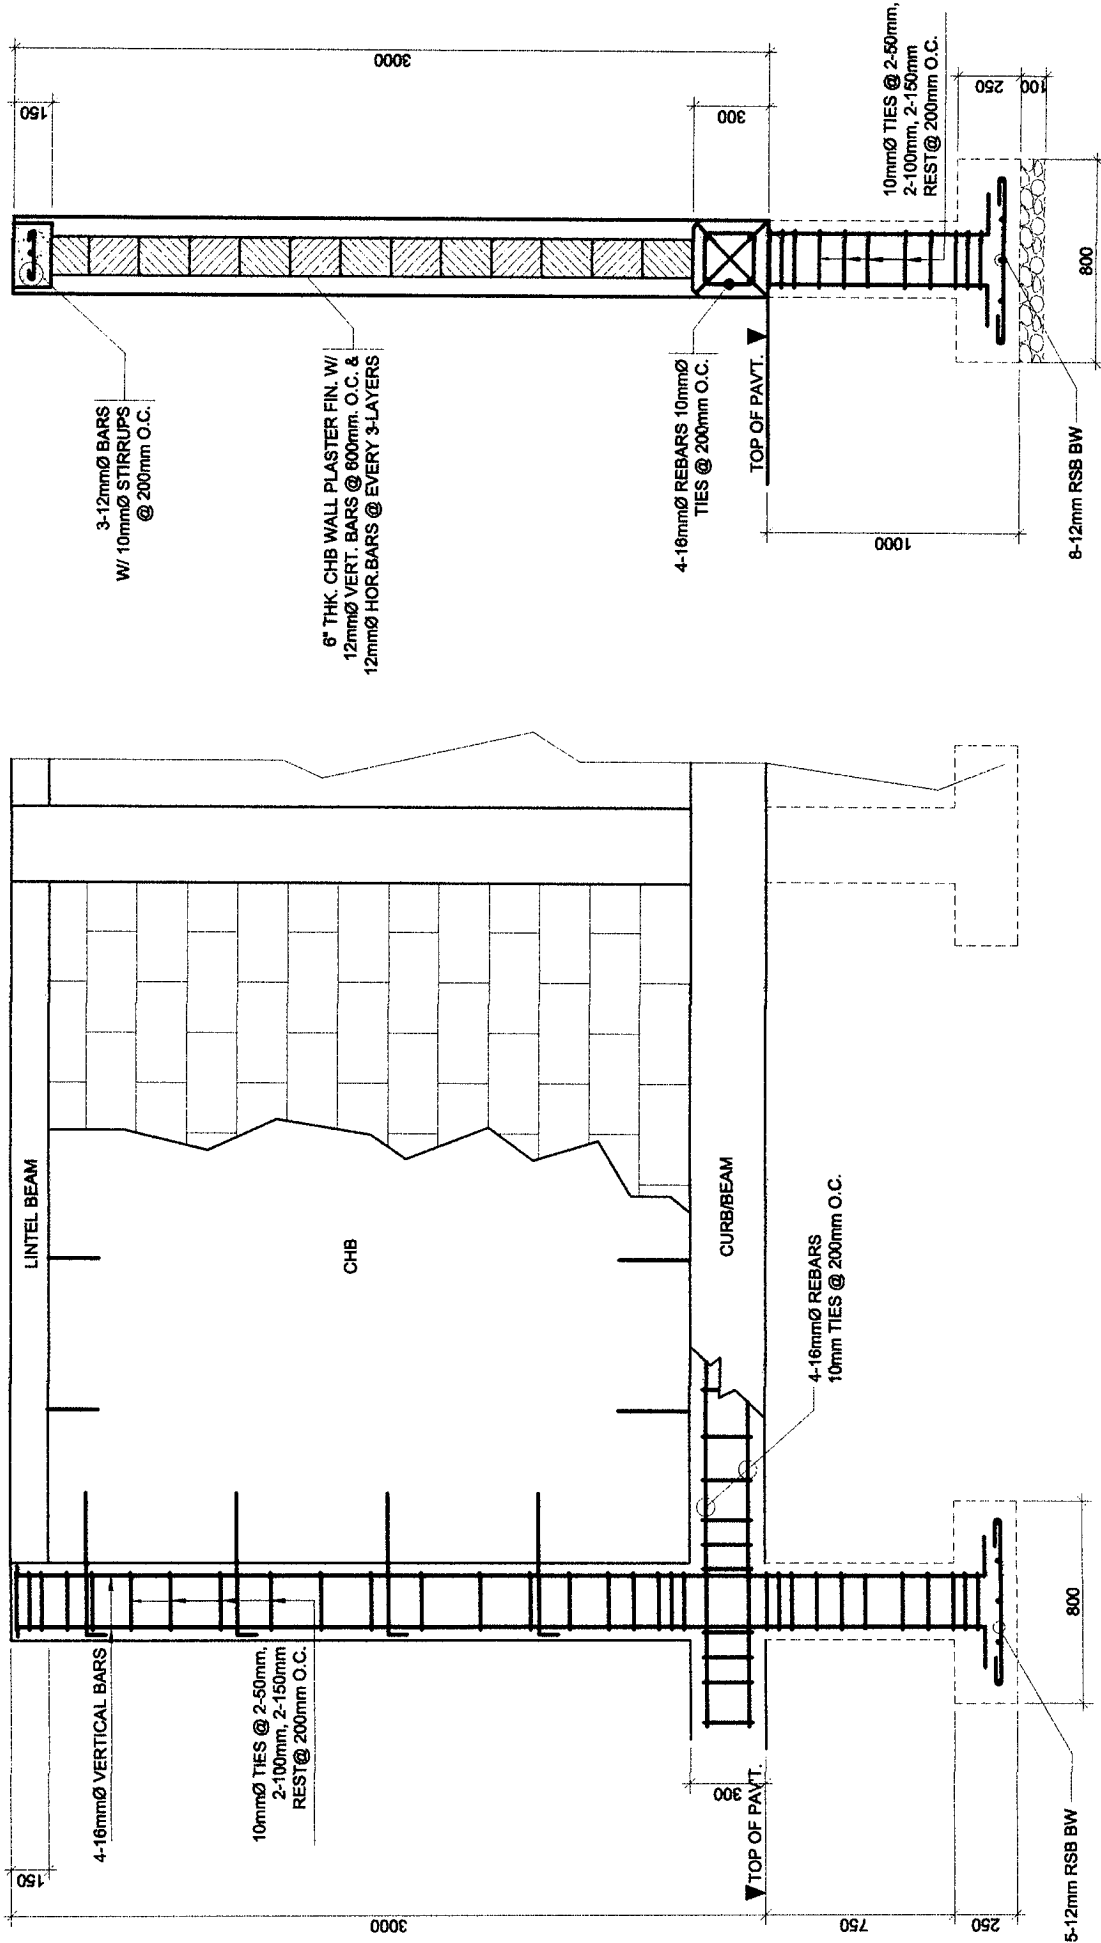 LINTEL BEAM
CHB
CURB/BEAM
150
3000
300
750
250
800
4-16mmØ VERTICAL BARS
10mmØ TIES @ 2-50mm,
2-100mm, 2-150mm
REST@ 200mm O.C.
TOP OF PAV'T.
5-12mm RSB BW
4-16mmØ REBARS
10mm TIES @ 200mm O.C.
3-12mmØ BARS
W/ 10mmØ STIRRUPS
@ 200mm O.C.
6" THK. CHB WALL PLASTER FIN. W/
12mmØ VERT. BARS @ 600mm. O.C. &
12mmØ HOR.BARS @ EVERY 3-LAYERS
4-16mmØ REBARS 10mmØ
TIES @ 200mm O.C.
TOP OF PAV'T.
1000
8-12mm RSB BW
150
3000
300
10mmØ TIES @ 2-50mm,
2-100mm, 2-150mm
REST@ 200mm O.C.
250
100
800